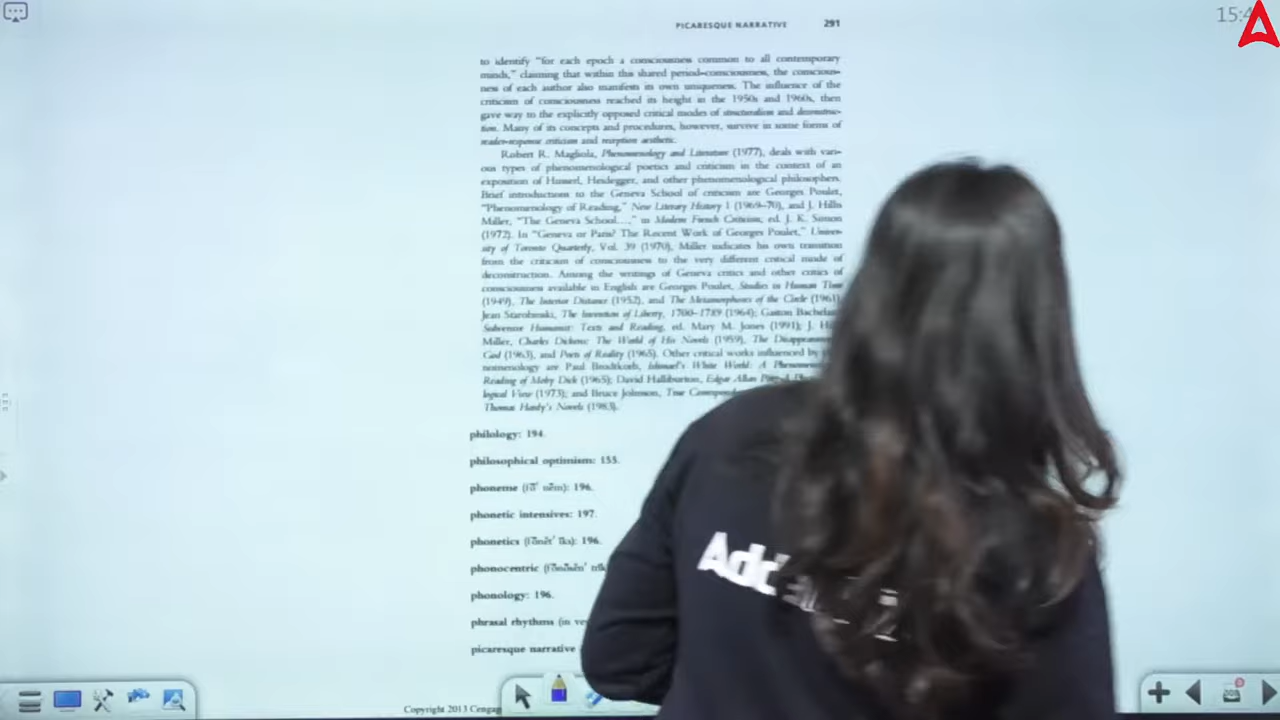 15:4
PICARESQUE NARRATIVE 291
to identify “for each epoch a consciousness common to all contemporary
minds,” claiming that within this shared period-consciousness, the conscious-
ness of each author also manifests its own uniqueness. The influence of the
criticism of consciousness reached its height in the 1950s and 1960s, then
gave way to the explicitly opposed critical modes of structuralism and deconstruc-
tion. Many of its concepts and procedures, however, survive in some forms of
reader-response criticism and reception aesthetic.
Robert R. Magliola, Phenomenology and Literature (1977), deals with vari-
ous types of phenomenological poetics and criticism in the context of an
exposition of Husserl, Heidegger, and other phenomenological philosophers.
Brief introductions to the Geneva School of criticism are Georges Poulet,
“Phenomenology of Reading,” New Literary History 1 (1969–70), and J. Hillis
Miller, “The Geneva School...,” in Modern French Criticism, ed. J. K. Simon
(1972). In “Geneva or Paris? The Recent Work of Georges Poulet,” Univer-
sity of Toronto Quarterly, Vol. 39 (1970), Miller indicates his own transition
from the criticism of consciousness to the very different critical mode of
deconstruction. Among the writings of Geneva critics and other critics of
consciousness available in English are Georges Poulet, Studies in Human Time
(1949), The Interior Distance (1952), and The Metamorphoses of the Circle (1961)
Jean Starobinski, The Invention of Liberty, 1700–1789 (1964); Gaston Bachelar
Subversive Humanist: Texts and Reading, ed. Mary M. Jones (1991); J. Hi
Miller, Charles Dickens: The World of His Novels (1959), The Disappearance
God (1963), and Poets of Reality (1965). Other critical works influenced by
nomenology are Paul Brodtkorb, Ishmael’s White World: A Phenomeno
Reading of Moby Dick (1965); David Halliburton, Edgar Allan Poe:
logical View (1973); and Bruce Johnson, True Correspond
Thomas Hardy’s Novels (1983).
philology: 194.
philosophical optimism: 155.
phoneme (fō′ nēm): 196.
phonetic intensives: 197.
phonetics (fōnĕt′ ĭks): 196.
phonocentric
phonology: 196.
phrasal rhythms (in ve
picaresque narrative
Copyright 2013 Cengag
Add